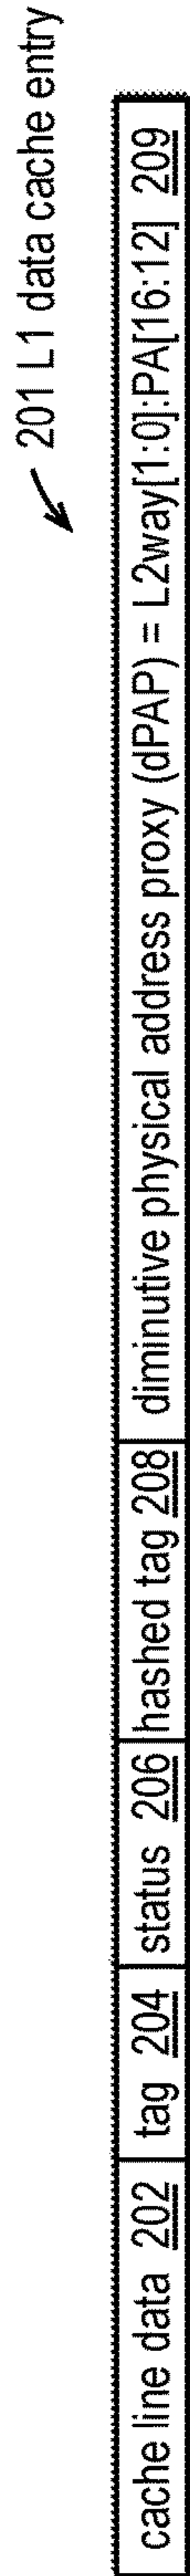 201 L1 data cache entry
cache line data 202 tag 204 status 206 hashed tag 208 diminutive physical address proxy (dPAP) = L2way[1:0]:PA[16:12] 209